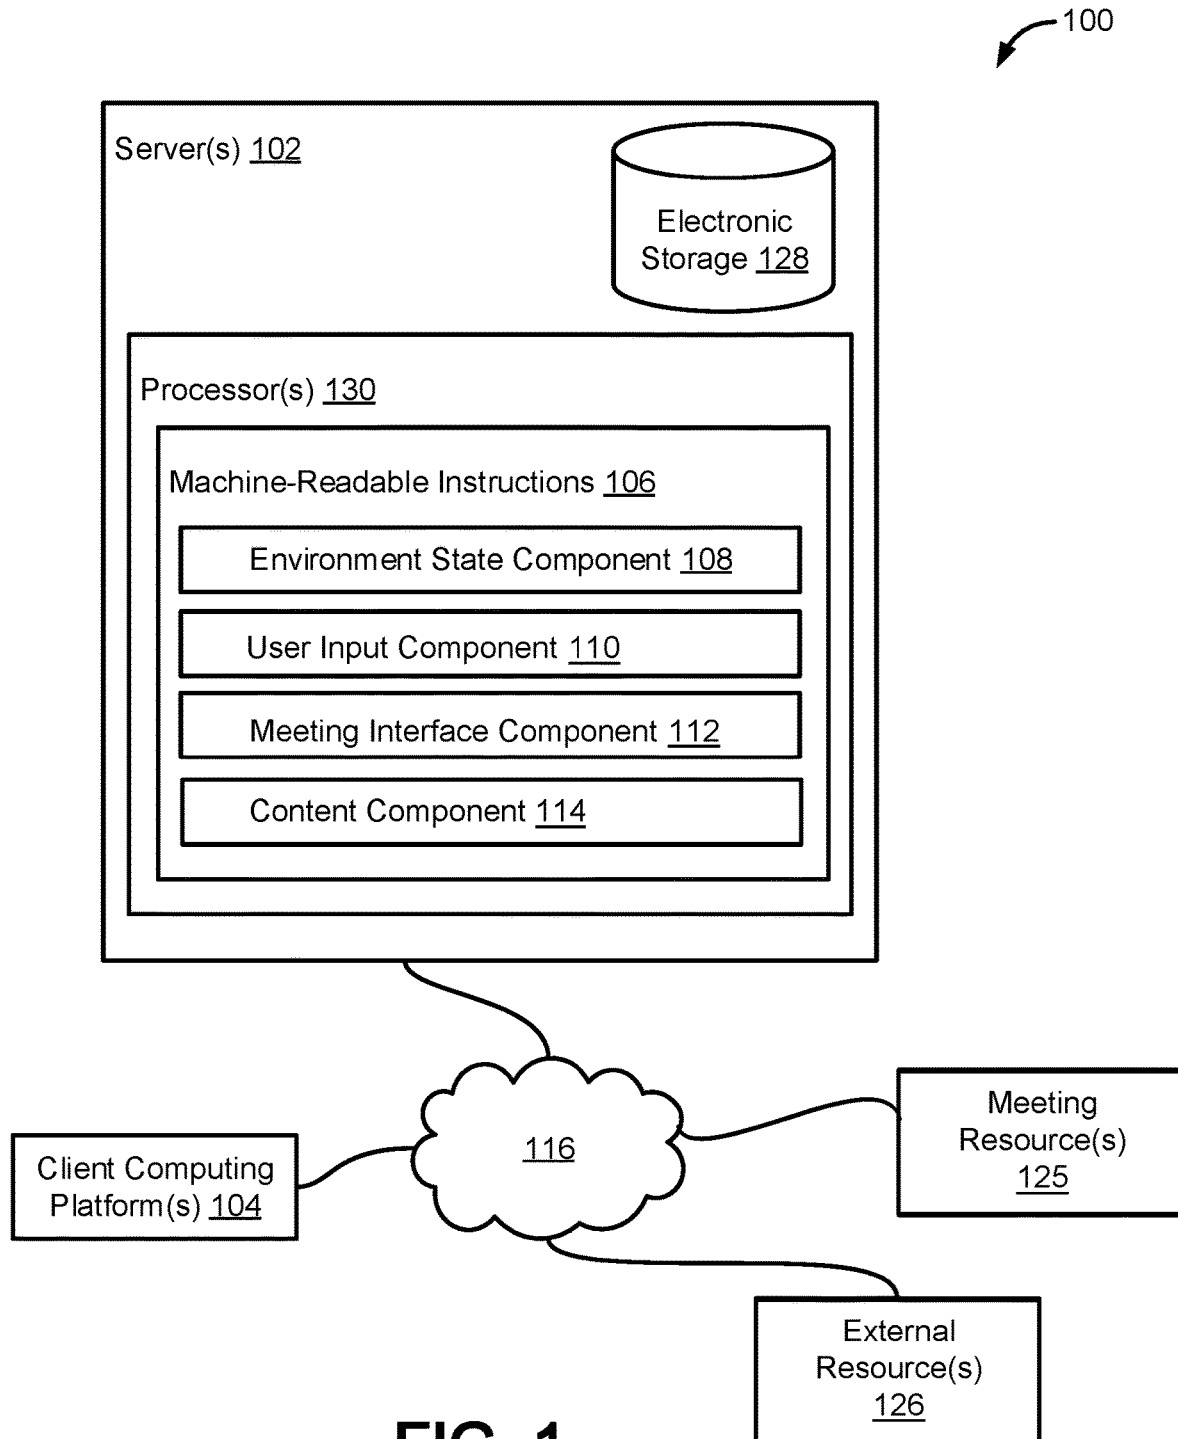 100
Server(s) 102
Electronic
Storage 128
Processor(s) 130
Machine-Readable Instructions 106
Environment State Component 108
User Input Component 110
Meeting Interface Component 112
Content Component 114
116
Meeting
Resource(s)
125
Client Computing
Platform(s) 104
External
Resource(s)
126
FIG. 1